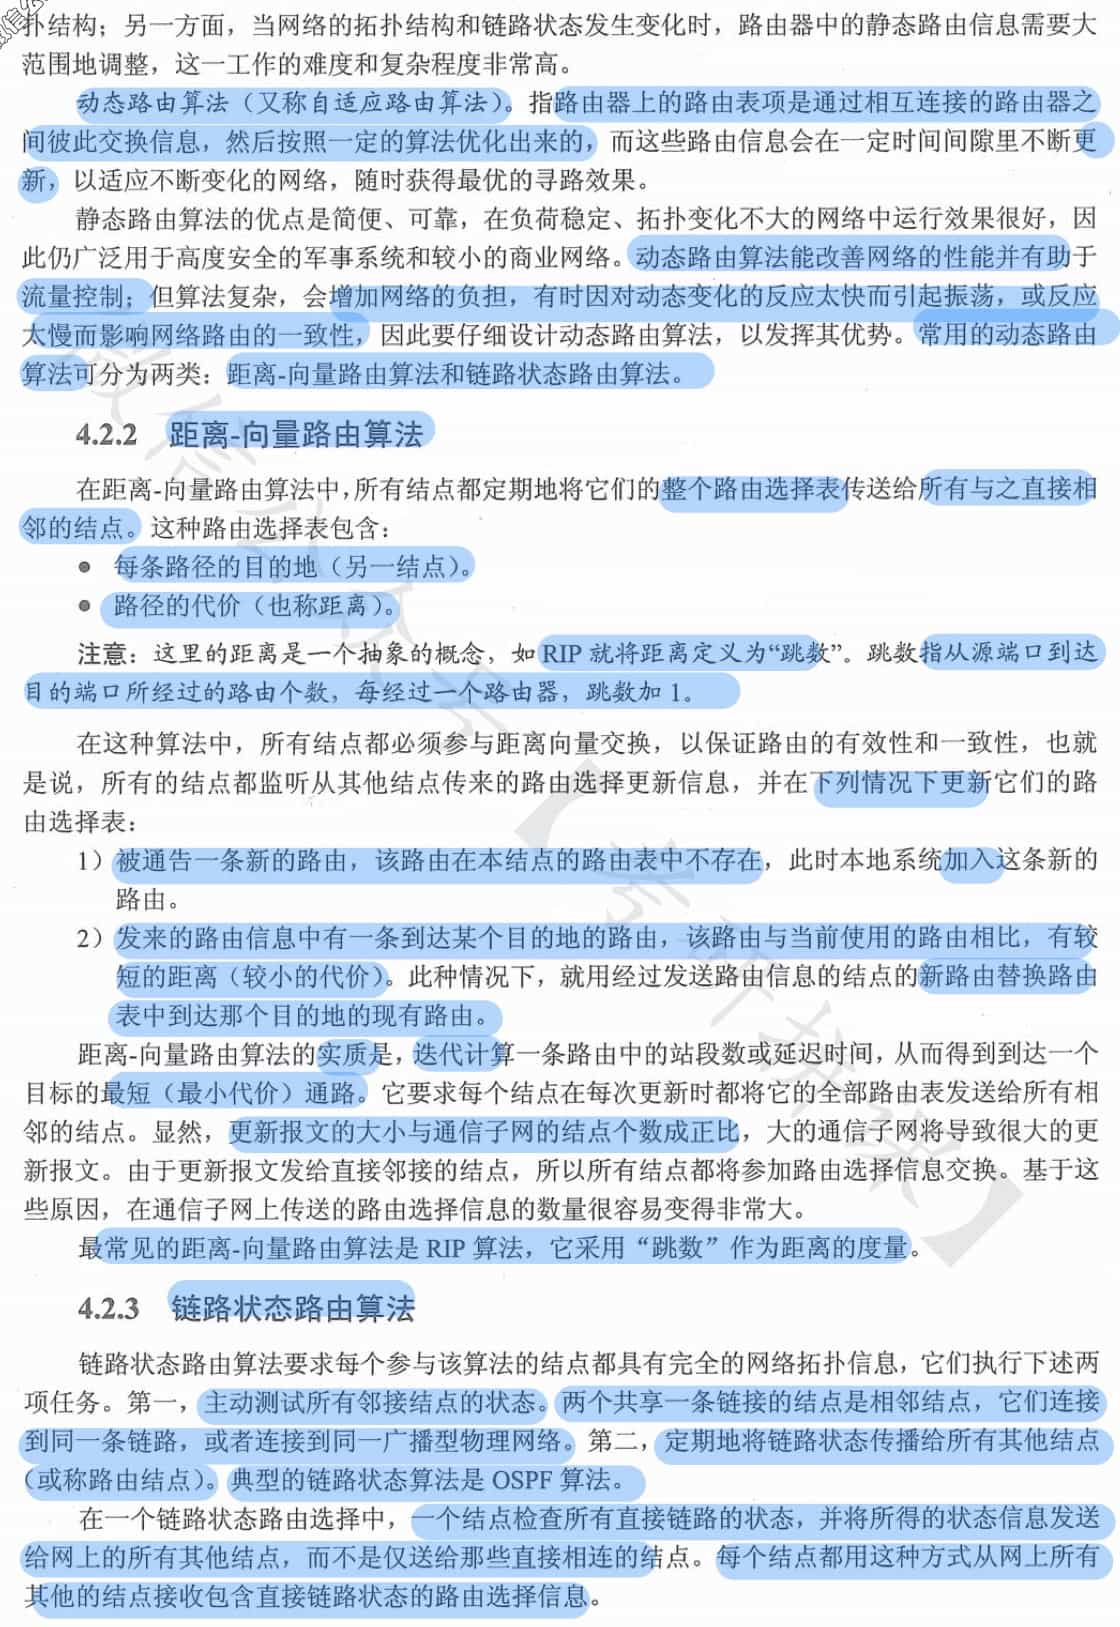 扑结构；另一方面，当网络的拓扑结构和链路状态发生变化时，路由器中的静态路由信息需要大
范围地调整，这一工作的难度和复杂程度非常高。
动态路由算法（又称自适应路由算法）。指路由器上的路由表项是通过相互连接的路由器之
间彼此交换信息，然后按照一定的算法优化出来的，而这些路由信息会在一定时间间隙里不断更
新，以适应不断变化的网络，随时获得最优的寻路效果。
静态路由算法的优点是简便、可靠，在负荷稳定、拓扑变化不大的网络中运行效果很好，因
此仍广泛用于高度安全的军事系统和较小的商业网络。动态路由算法能改善网络的性能并有助于
流量控制；但算法复杂，会增加网络的负担，有时因对动态变化的反应太快而引起振荡，或反应
太慢而影响网络路由的一致性，因此要仔细设计动态路由算法，以发挥其优势。常用的动态路由
算法可分为两类：距离-向量路由算法和链路状态路由算法。
4.2.2 距离-向量路由算法
在距离-向量路由算法中，所有结点都定期地将它们的整个路由选择表传送给所有与之直接相
邻的结点。这种路由选择表包含：
● 每条路径的目的地（另一结点）。
● 路径的代价（也称距离）。
注意：这里的距离是一个抽象的概念，如 RIP 就将距离定义为“跳数”。跳数指从源端口到达
目的端口所经过的路由个数，每经过一个路由器，跳数加 1。
在这种算法中，所有结点都必须参与距离向量交换，以保证路由的有效性和一致性，也就
是说，所有的结点都监听从其他结点传来的路由选择更新信息，并在下列情况下更新它们的路
由选择表：
1）被通告一条新的路由，该路由在本结点的路由表中不存在，此时本地系统加入这条新的
路由。
2）发来的路由信息中有一条到达某个目的地的路由，该路由与当前使用的路由相比，有较
短的距离（较小的代价）。此种情况下，就用经过发送路由信息的结点的新路由替换路由
表中到达那个目的地的现有路由。
距离-向量路由算法的实质是，迭代计算一条路由中的站段数或延迟时间，从而得到到达一个
目标的最短（最小代价）通路。它要求每个结点在每次更新时都将它的全部路由表发送给所有相
邻的结点。显然，更新报文的大小与通信子网的结点个数成正比，大的通信子网将导致很大的更
新报文。由于更新报文发给直接邻接的结点，所以所有结点都将参加路由选择信息交换。基于这
些原因，在通信子网上传送的路由选择信息的数量很容易变得非常大。
最常见的距离-向量路由算法是 RIP 算法，它采用“跳数”作为距离的度量。
4.2.3 链路状态路由算法
链路状态路由算法要求每个参与该算法的结点都具有完全的网络拓扑信息，它们执行下述两
项任务。第一，主动测试所有邻接结点的状态。两个共享一条链接的结点是相邻结点，它们连接
到同一条链路，或者连接到同一广播型物理网络。第二，定期地将链路状态传播给所有其他结点
（或称路由结点）。典型的链路状态算法是 OSPF 算法。
在一个链路状态路由选择中，一个结点检查所有直接链路的状态，并将所得的状态信息发送
给网上的所有其他结点，而不是仅送给那些直接相连的结点。每个结点都用这种方式从网上所有
其他的结点接收包含直接链路状态的路由选择信息。